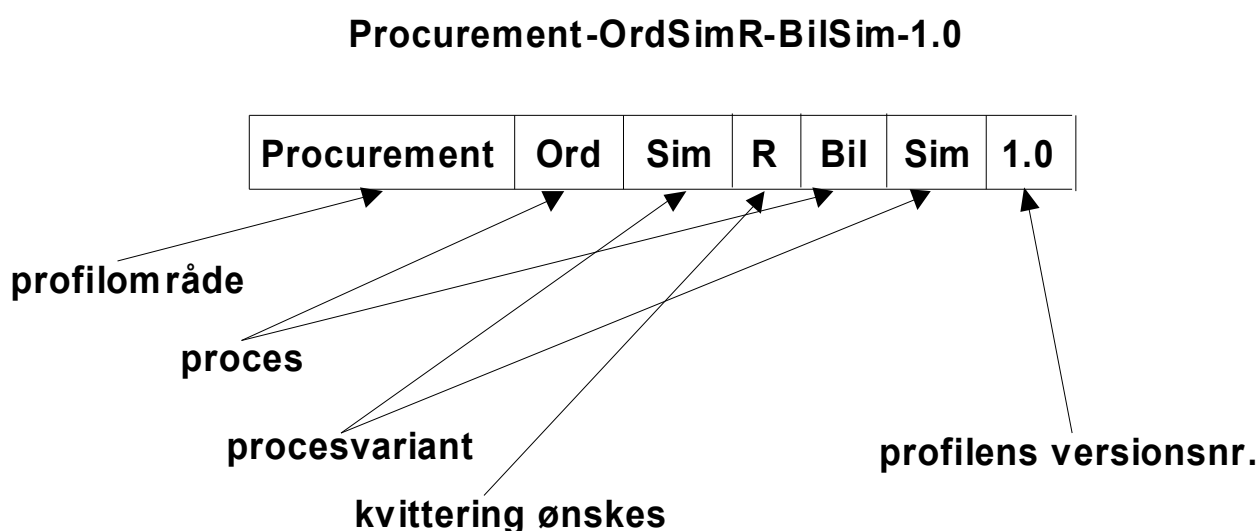 Procurement-OrdSimR-BilSim-1.0
Procurement Ord Sim R Bil Sim 1.0
profilområde
proces
procesvariant
profilens versionsnr.
kvittering ønskes